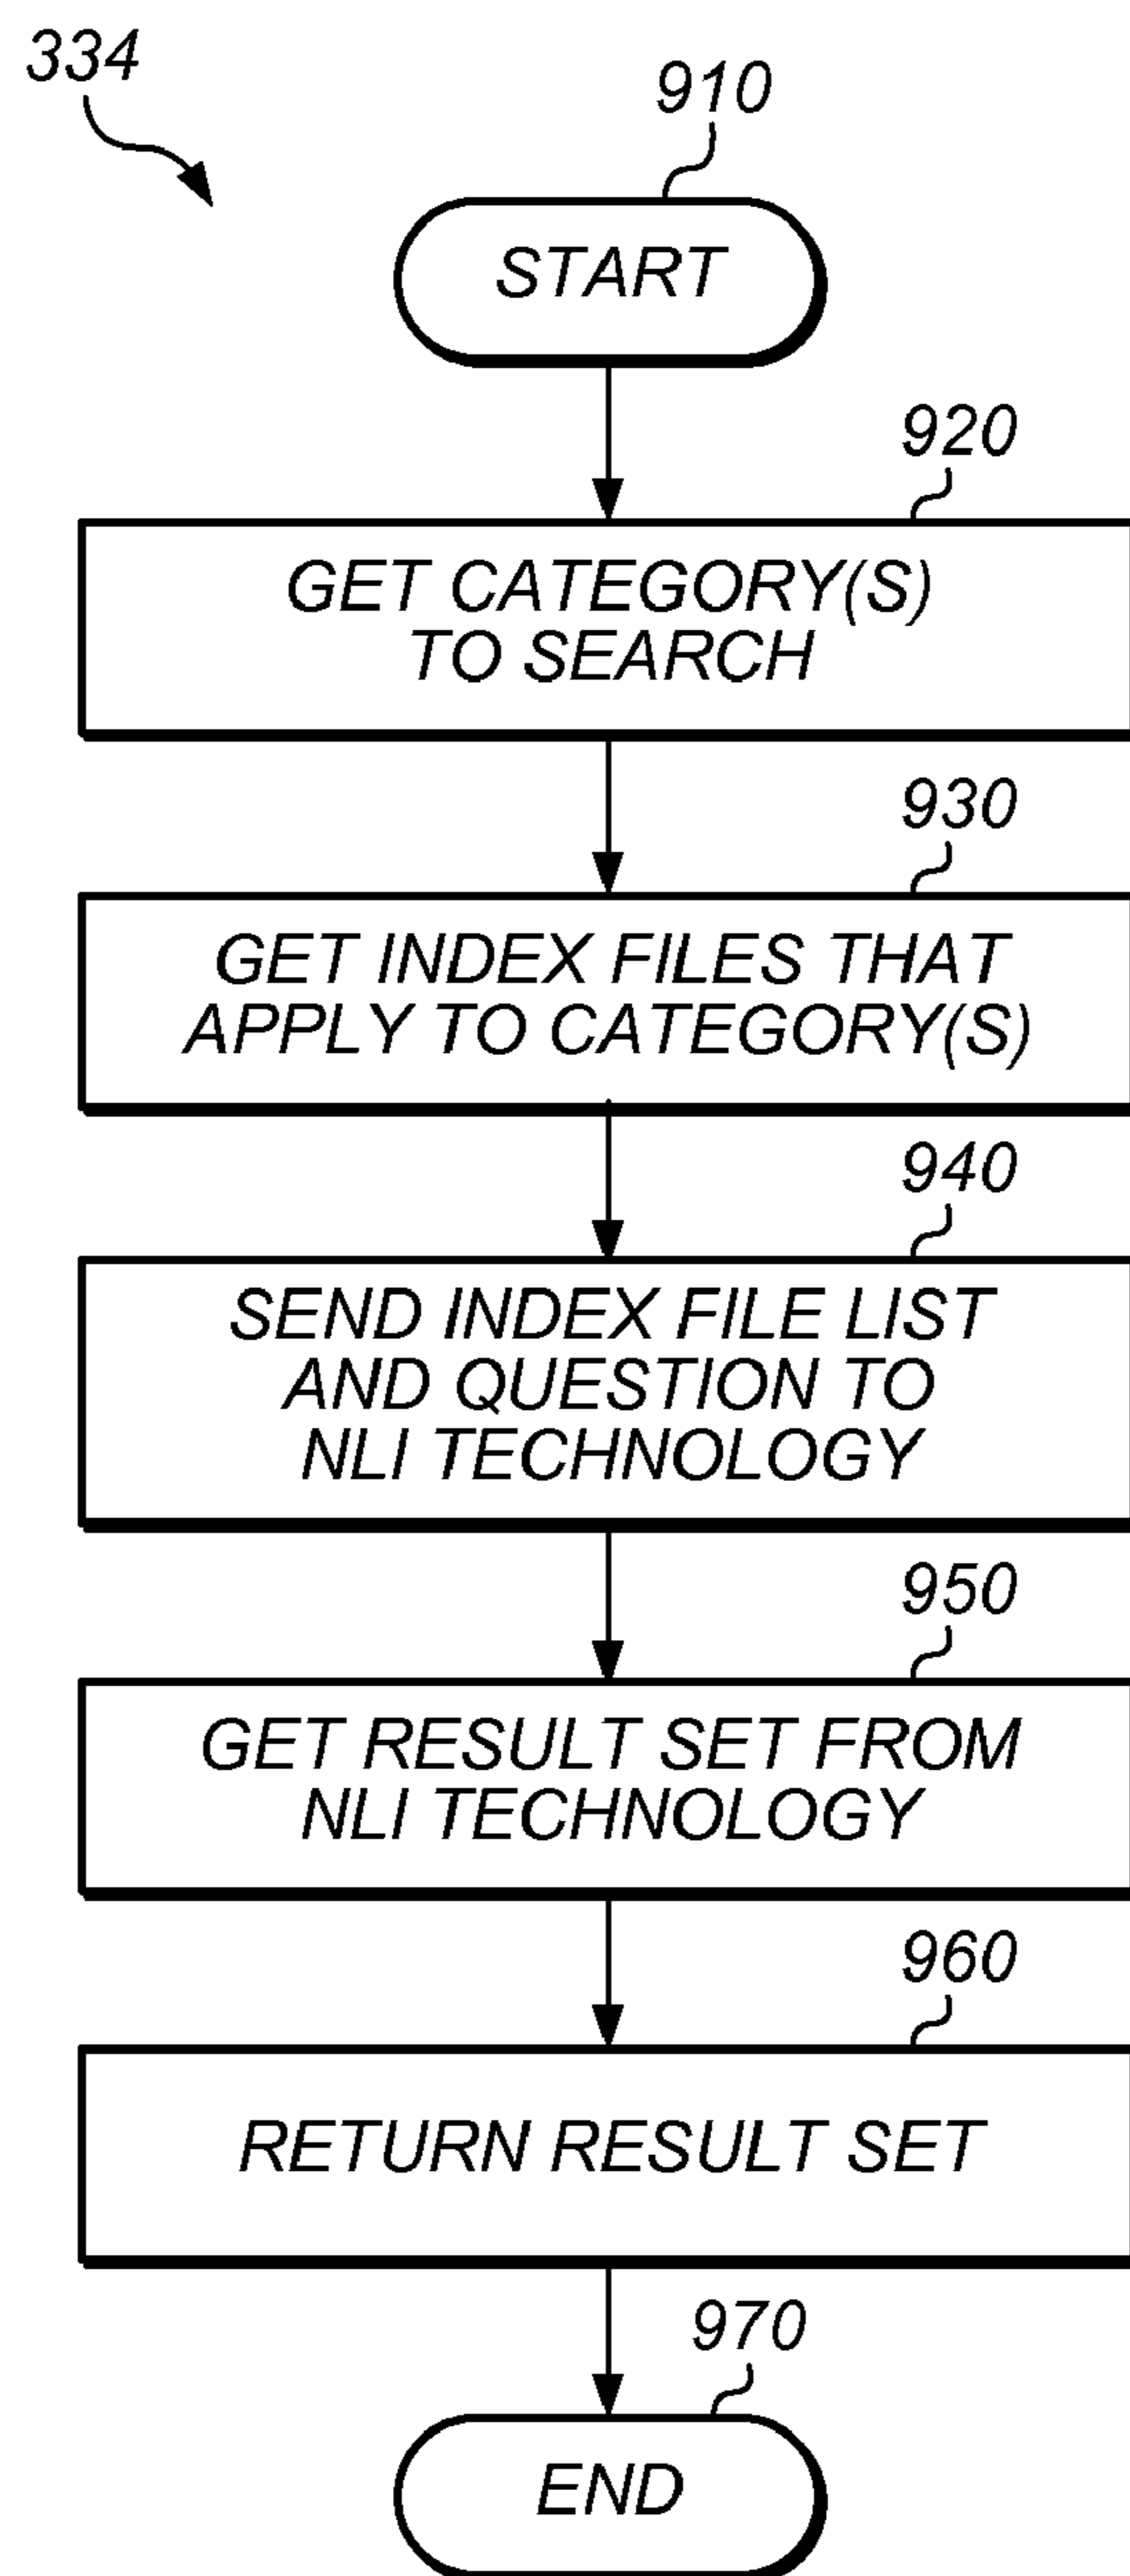 334
910
START
920
GET CATEGORY(S)
TO SEARCH
930
GET INDEX FILES THAT
APPLY TO CATEGORY(S)
940
SEND INDEX FILE LIST
AND QUESTION TO
NLI TECHNOLOGY
950
GET RESULT SET FROM
NLI TECHNOLOGY
960
RETURN RESULT SET
970
END